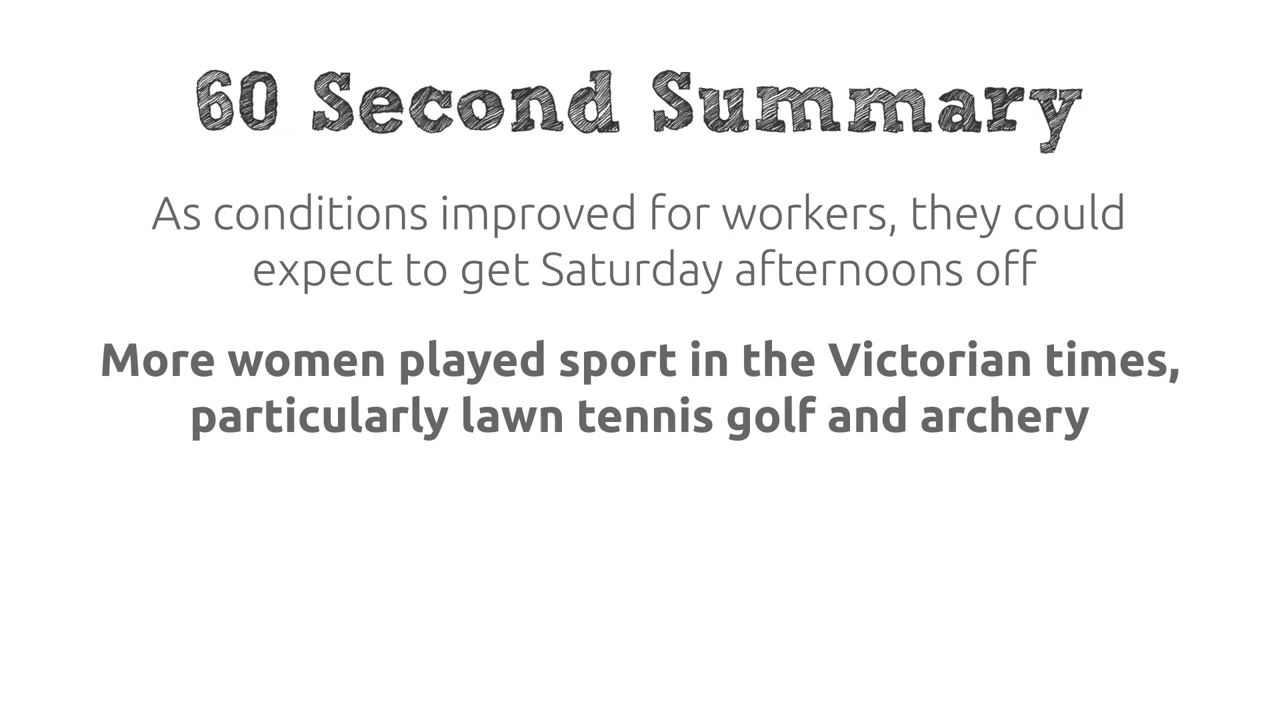 60 Second Summary
As conditions improved for workers, they could
expect to get Saturday afternoons off
More women played sport in the Victorian times,
particularly lawn tennis golf and archery